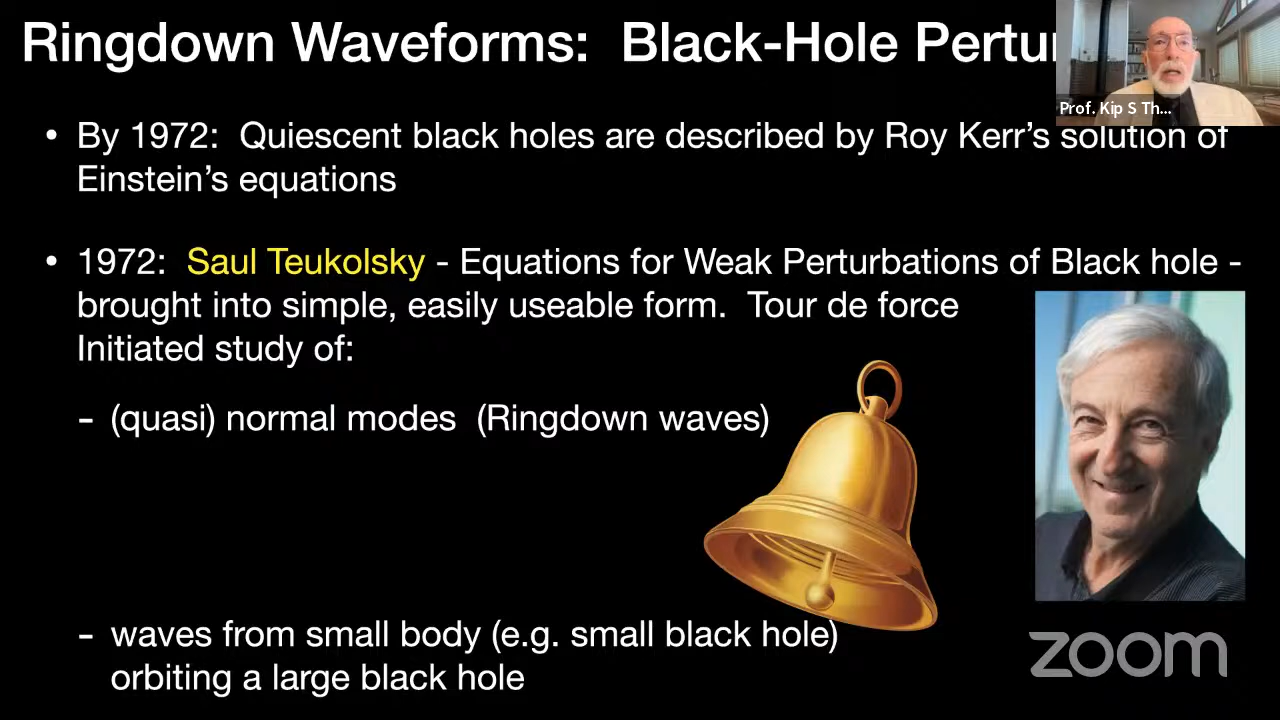 Ringdown Waveforms: Black-Hole Pertu
Prof. Kip S Th...
• By 1972: Quiescent black holes are described by Roy Kerr's solution of
Einstein's equations
• 1972: Saul Teukolsky - Equations for Weak Perturbations of Black hole -
brought into simple, easily useable form. Tour de force
Initiated study of:
- (quasi) normal modes (Ringdown waves)
- waves from small body (e.g. small black hole)
orbiting a large black hole
zoom